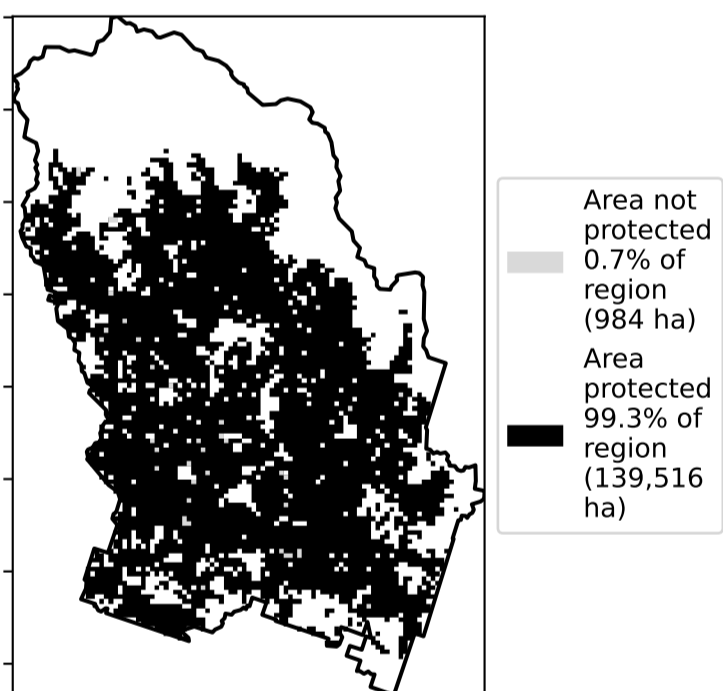 Area not
protected
0.7% of
region
(984 ha)
Area
protected
99.3% of
region
(139,516
ha)